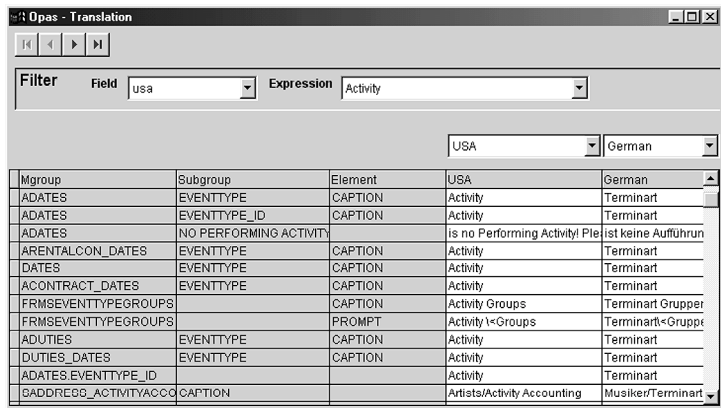 Opas - Translation
Filter Field usa Expression Activity
USA German
Mgroup Subgroup Element USA German
ADATES EVENTTYPE CAPTION Activity Terminart
ADATES EVENTTYPE_ID CAPTION Activity Terminart
ADATES NO PERFORMING ACTIVITY is no Performing Activity! Ple ist keine Aufführun
ARENTALCON_DATES EVENTTYPE CAPTION Activity Terminart
DATES EVENTTYPE CAPTION Activity Terminart
ACONTRACT_DATES EVENTTYPE CAPTION Activity Terminart
FRMSEVENTTYPEGROUPS CAPTION Activity Groups Terminart Gruppen
FRMSEVENTTYPEGROUPS PROMPT Activity \<Groups Terminart\<Gruppe
ADUTIES EVENTTYPE CAPTION Activity Terminart
DUTIES_DATES EVENTTYPE CAPTION Activity Terminart
ADATES.EVENTTYPE_ID Activity Terminart
SADDRESS_ACTIVITYACCO CAPTION Artists/Activity Accounting Musiker/Terminart